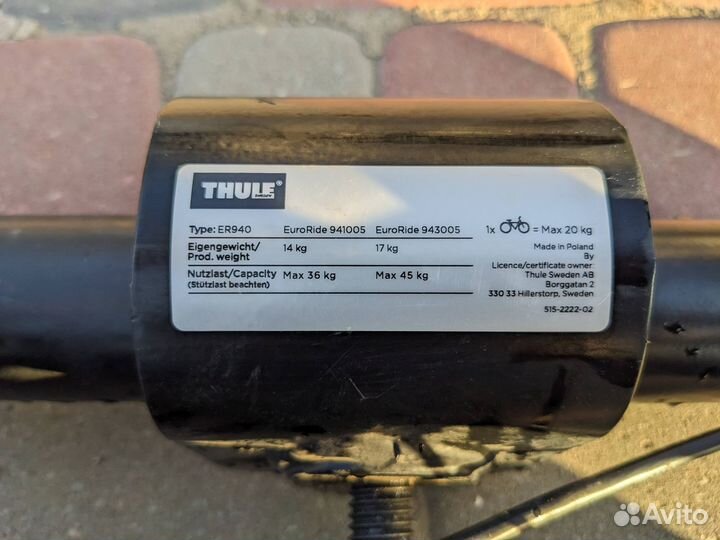 THULE®
SWEDEN
Type: ER940 EuroRide 941005 EuroRide 943005
Eigengewicht/
Prod. weight 14 kg 17 kg
Nutzlast/Capacity Max 36 kg Max 45 kg
(Stützlast beachten)
1x = Max 20 kg
Made in Poland
By
Licence/certificate owner:
Thule Sweden AB
Borggatan 2
330 33 Hillerstorp, Sweden
515-2222-02
Avito